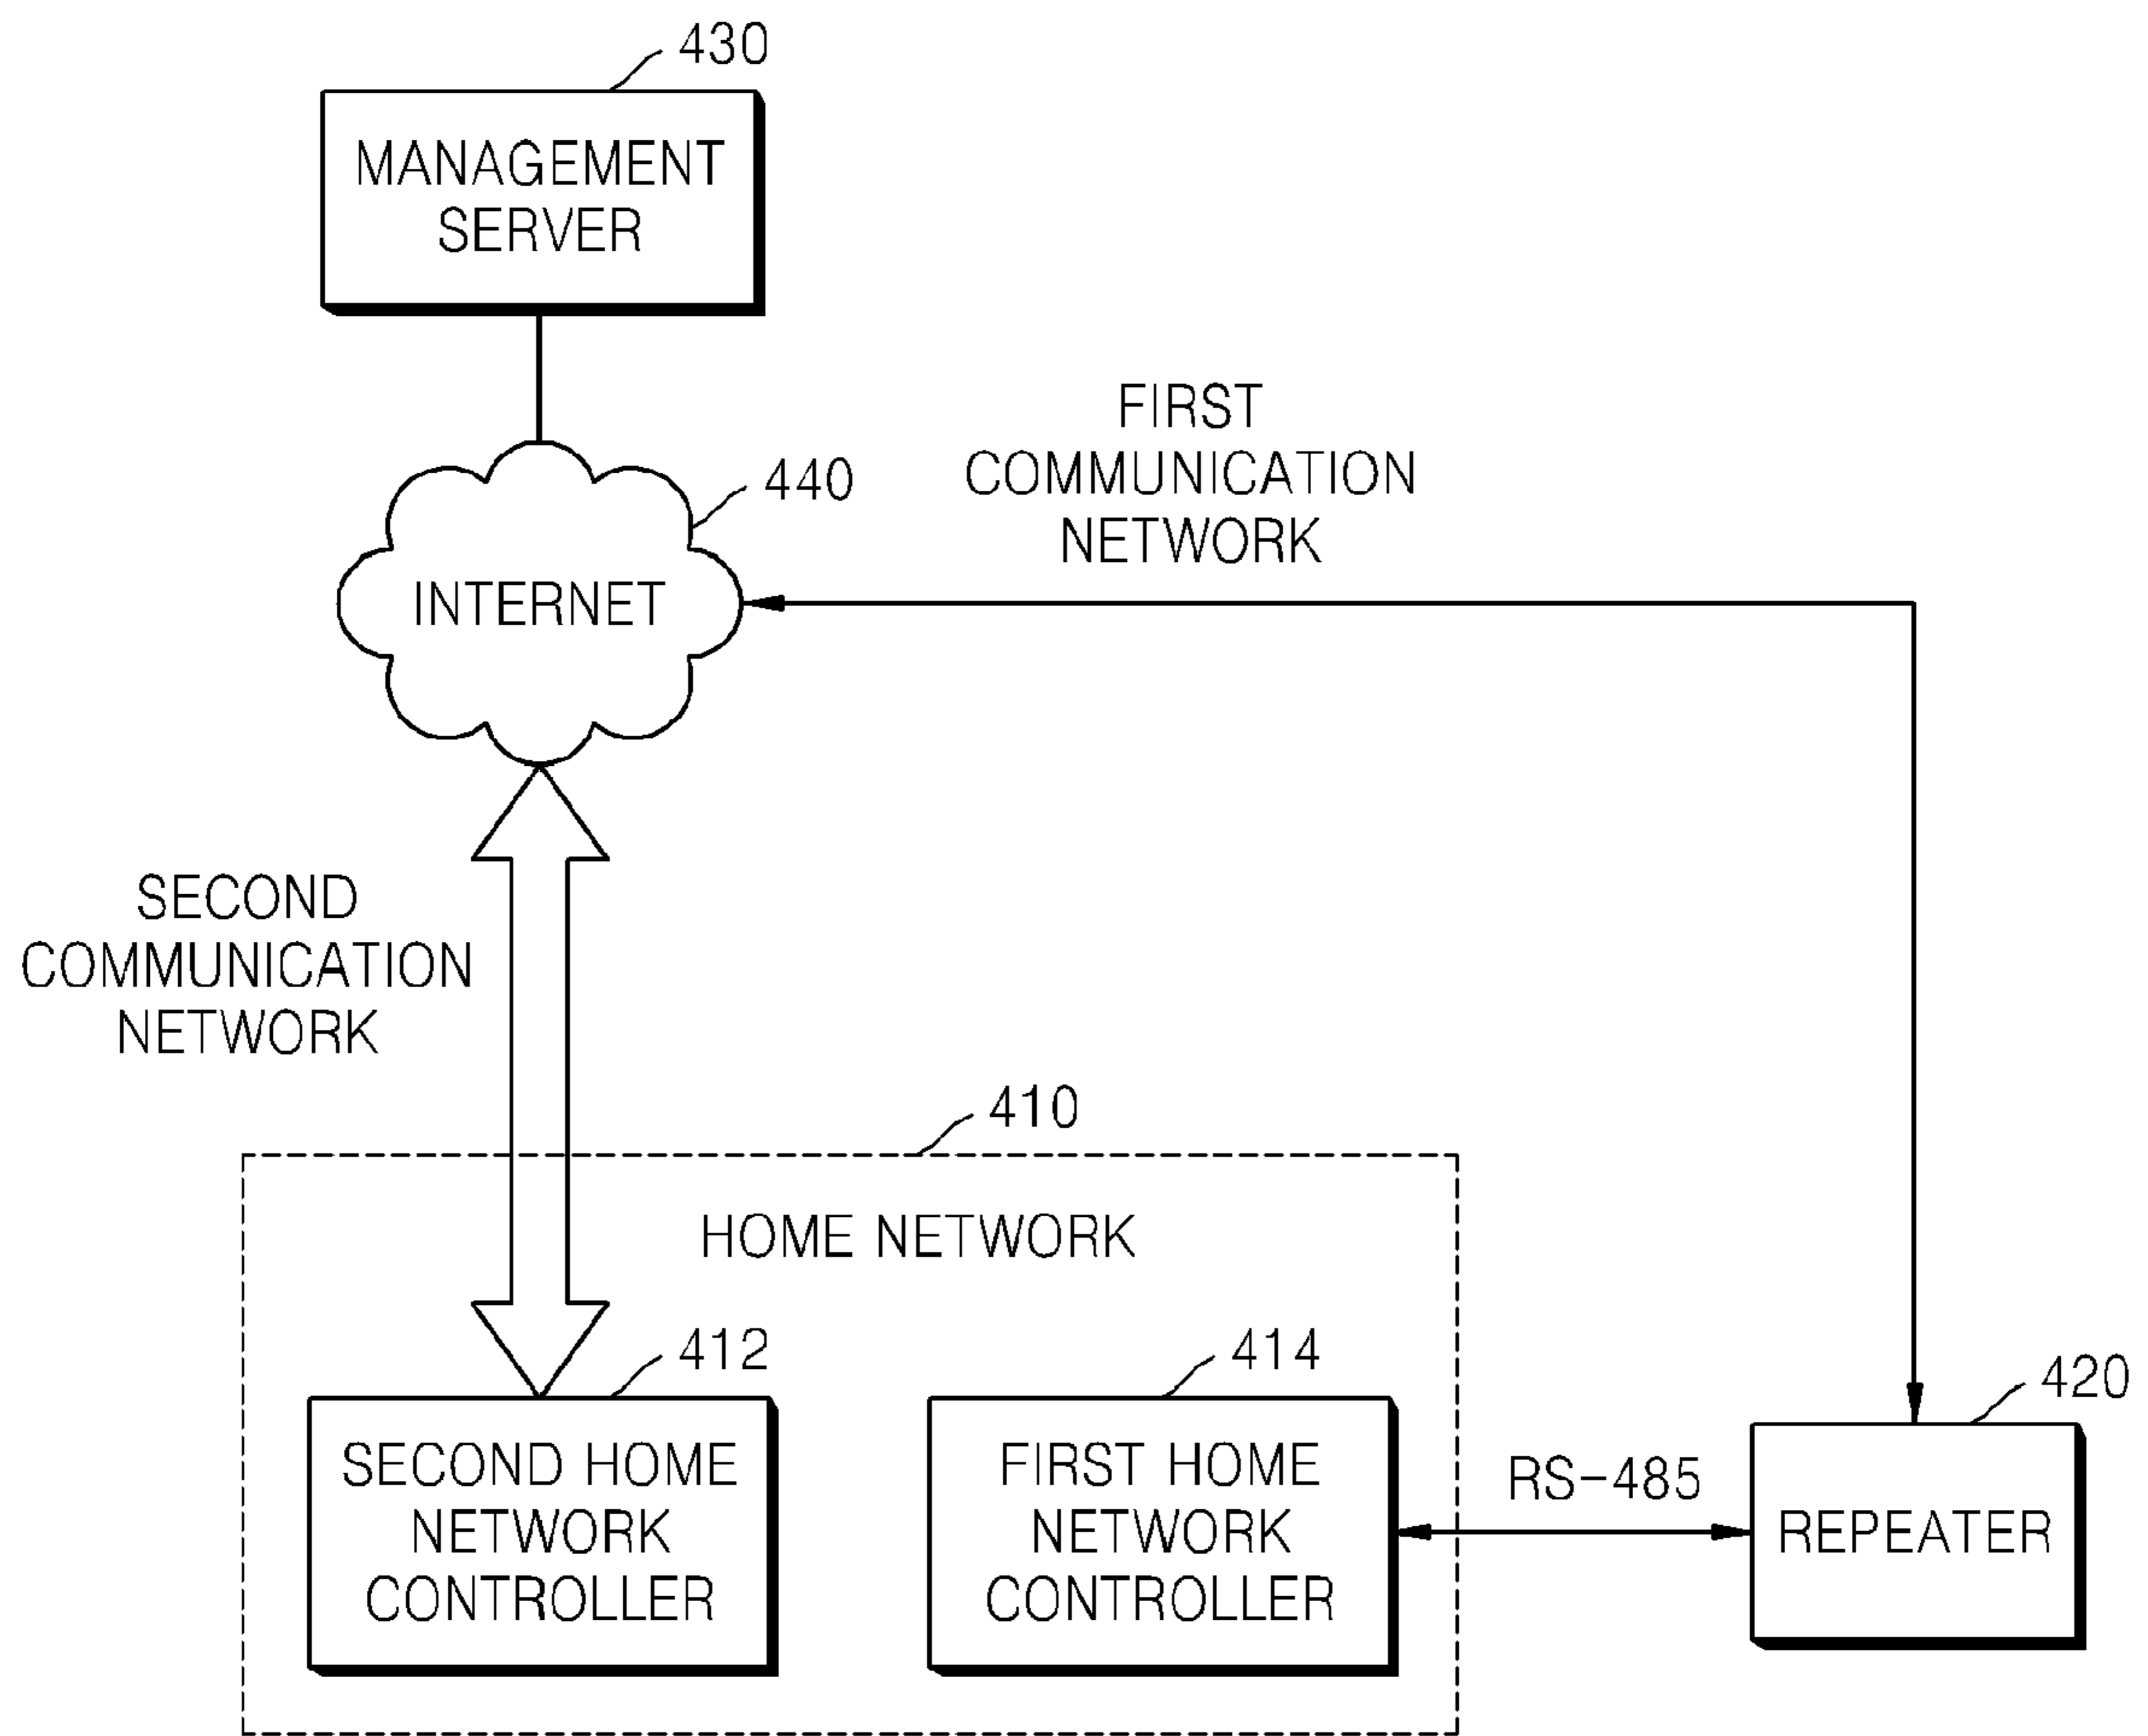 430
MANAGEMENT
SERVER
FIRST
COMMUNICATION
NETWORK
440
INTERNET
SECOND
COMMUNICATION
NETWORK
410
HOME NETWORK
412
SECOND HOME
NETWORK
CONTROLLER
414
FIRST HOME
NETWORK
CONTROLLER
RS-485
420
REPEATER